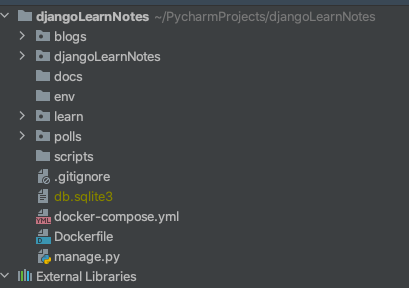 djangoLearnNotes ~/PycharmProjects/djangoLearnNotes
blogs
djangoLearnNotes
docs
env
learn
polls
scripts
.gitignore
db.sqlite3
YML docker-compose.yml
D Dockerfile
manage.py
External Libraries